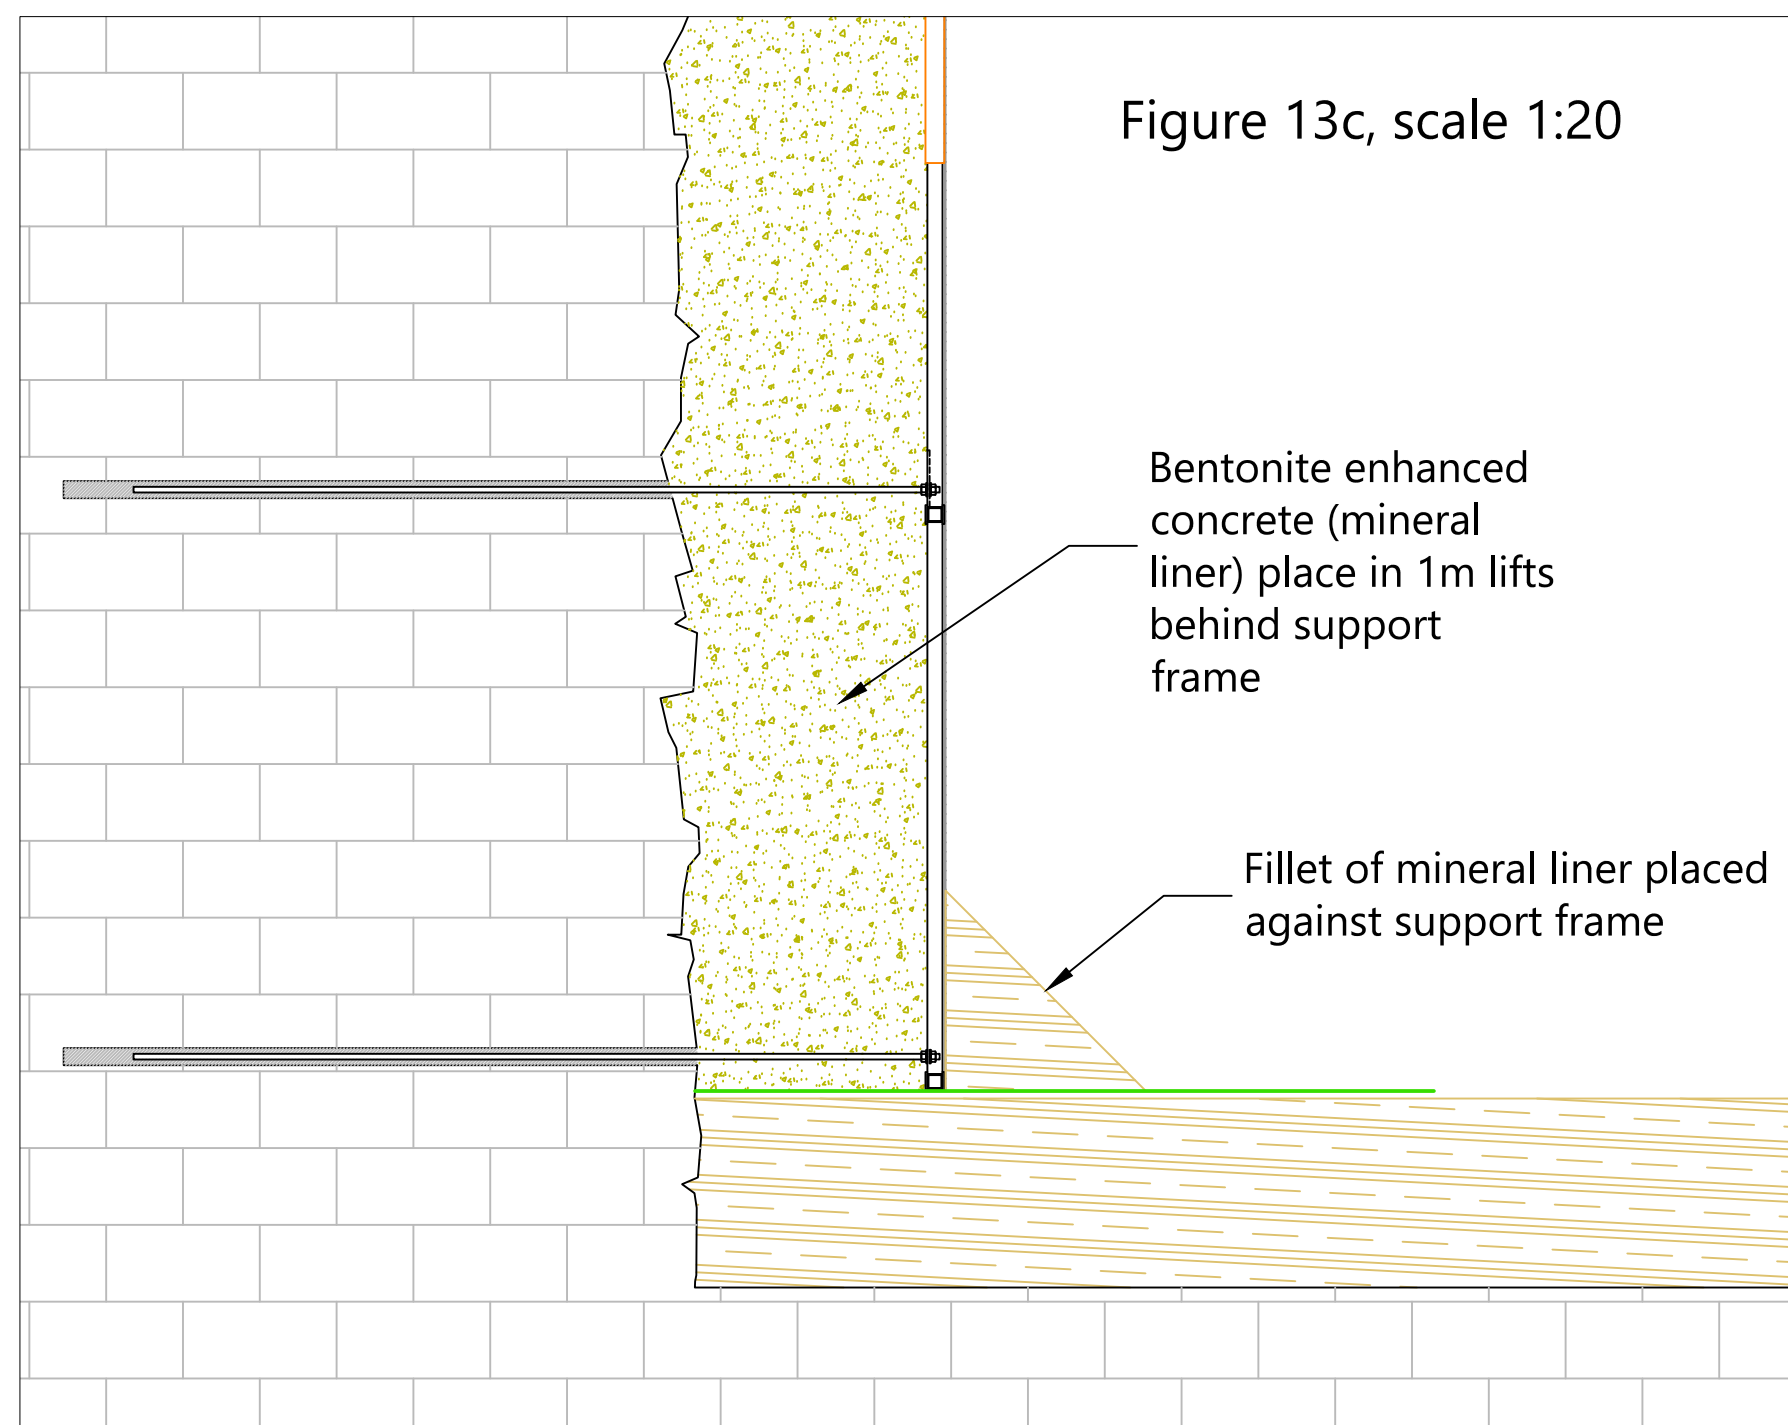 Figure 13c, scale 1:20
Bentonite enhanced
concrete (mineral
liner) place in 1m lifts
behind support
frame
Fillet of mineral liner placed
against support frame